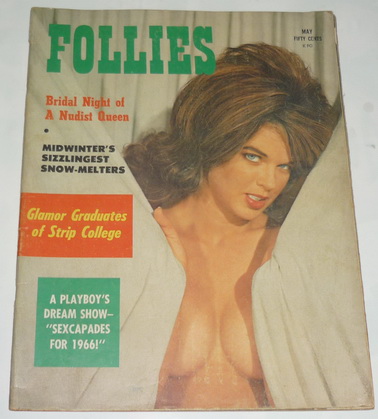 FOLLIES
MAY
FIFTY CENTS
Bridal Night of
A Nudist Queen
•
MIDWINTER'S
SIZZLINGEST
SNOW-MELTERS
Glamor Graduates
of Strip College
A PLAYBOY'S
DREAM SHOW—
"SEXCAPADES
FOR 1966!"